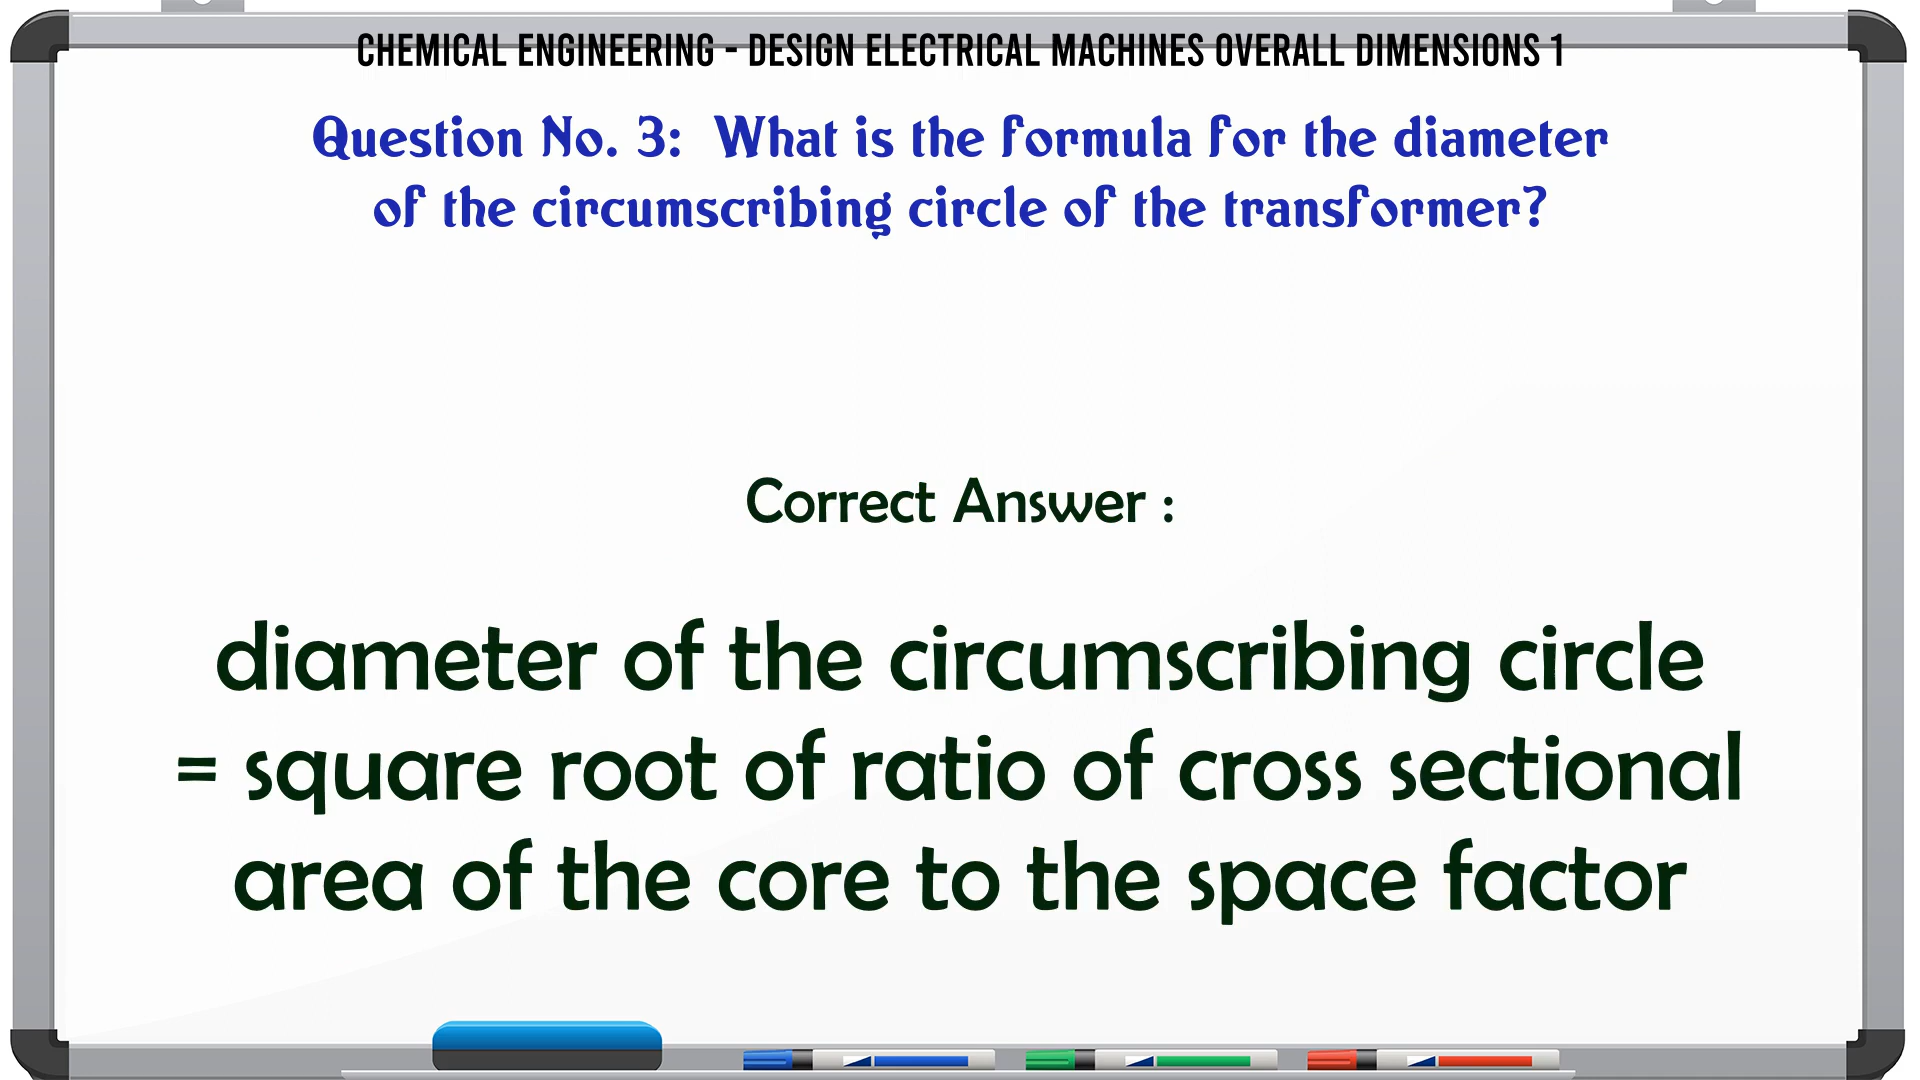 CHEMICAL ENGINEERING - DESIGN ELECTRICAL MACHINES OVERALL DIMENSIONS 1
Question No. 3: What is the formula for the diameter
of the circumscribing circle of the transformer?
Correct Answer :
diameter of the circumscribing circle
= square root of ratio of cross sectional
area of the core to the space factor